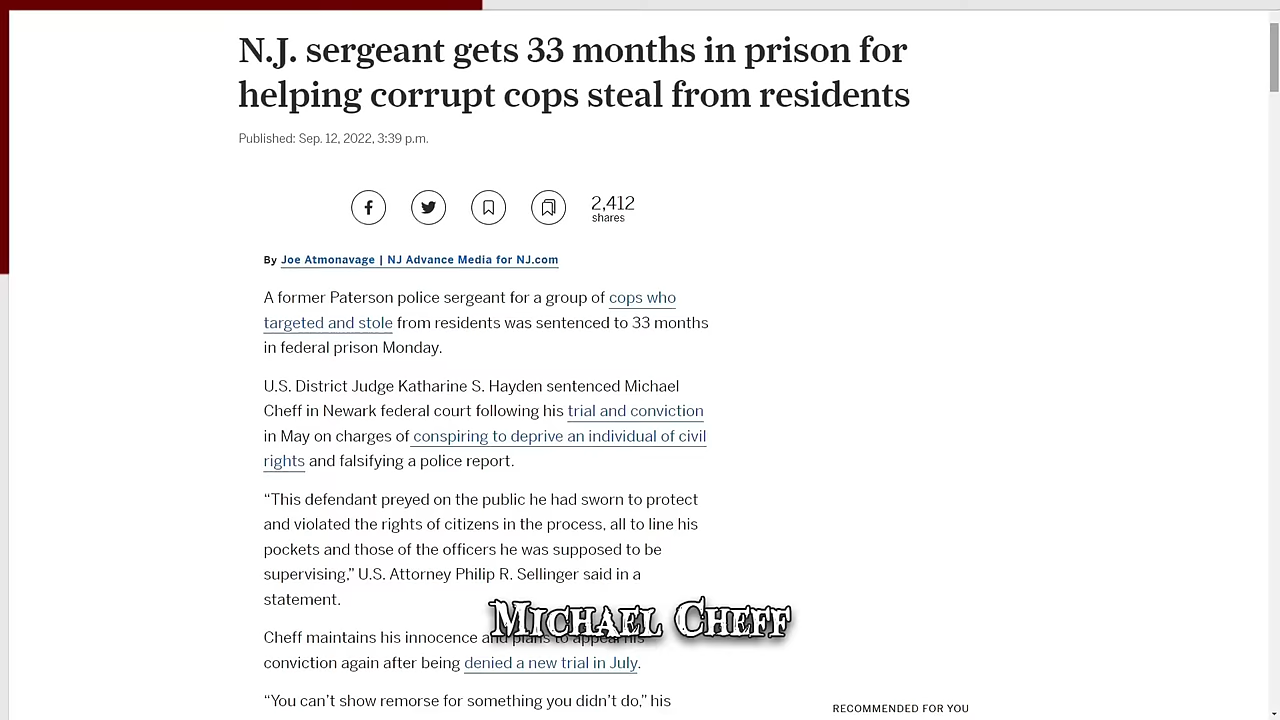 N.J. sergeant gets 33 months in prison for
helping corrupt cops steal from residents
Published: Sep. 12, 2022, 3:39 p.m.
2,412
shares
By Joe Atmonavage | NJ Advance Media for NJ.com
A former Paterson police sergeant for a group of cops who
targeted and stole from residents was sentenced to 33 months
in federal prison Monday.
U.S. District Judge Katharine S. Hayden sentenced Michael
Cheff in Newark federal court following his trial and conviction
in May on charges of conspiring to deprive an individual of civil
rights and falsifying a police report.
“This defendant preyed on the public he had sworn to protect
and violated the rights of citizens in the process, all to line his
pockets and those of the officers he was supposed to be
supervising,” U.S. Attorney Philip R. Sellinger said in a
statement.
Michael Cheff
Cheff maintains his innocence and plans to appeal his
conviction again after being denied a new trial in July.
“You can’t show remorse for something you didn’t do,” his
RECOMMENDED FOR YOU